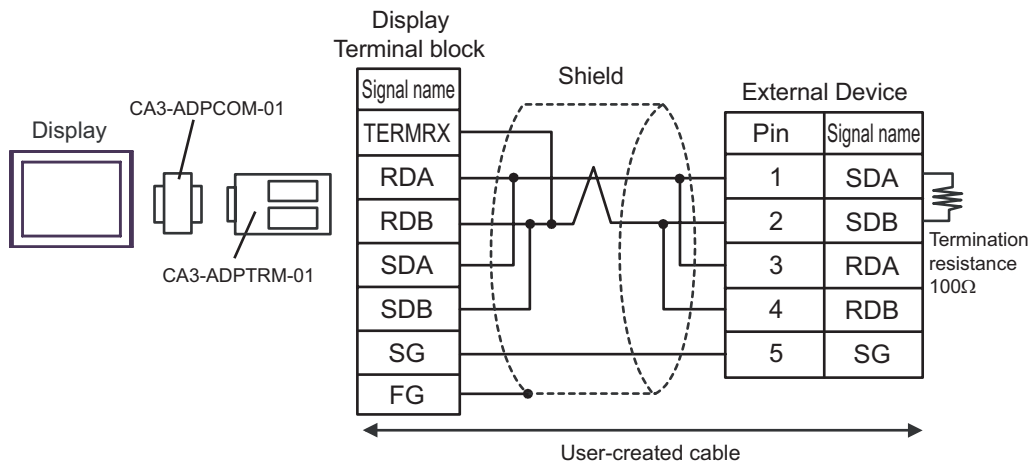 Display
Terminal block
Shield
External Device
CA3-ADPCOM-01
Display
CA3-ADPTRM-01
Signal name
TERMRX
RDA
RDB
SDA
SDB
SG
FG
Pin Signal name
1 SDA
2 SDB
3 RDA
4 RDB
5 SG
Termination
resistance
100Ω
User-created cable